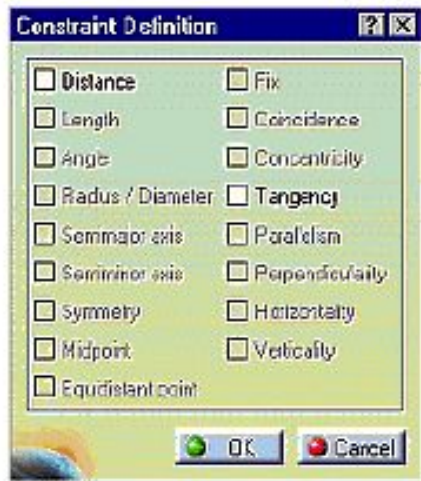 Constraint Definition
Distance
Fix
Length
Coincidence
Angle
Concentricity
Radius / Diameter
Tangency
Semimajor axis
Parallelism
Semiminor axis
Perpendicularity
Symmetry
Horizontality
Midpoint
Verticality
Equidistant point
OK
Cancel